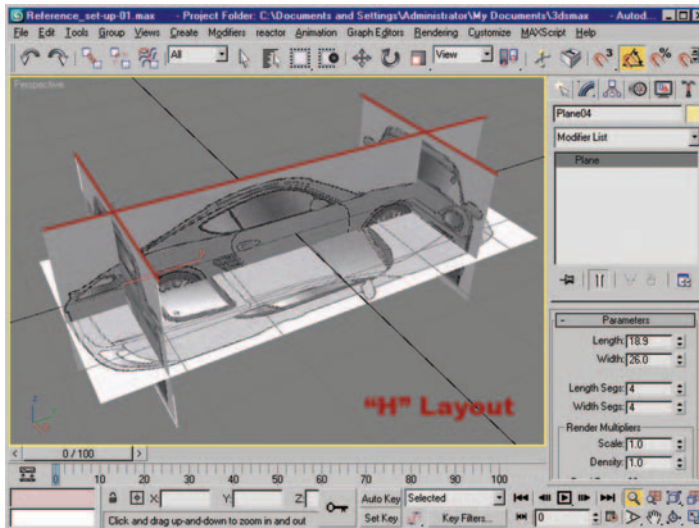 Reference_set-up-01.max - Project Folder: C:\Documents and Settings\Administrator\My Documents\3dsmax - Autod...
File Edit Tools Group Views Create Modifiers reactor Animation Graph Editors Rendering Customize MAXScript Help
All View
Perspective
Plane04
Modifier List
Plane
- Parameters
Length: 18.9
Width: 26.0
Length Segs: 4
Width Segs: 4
Render Multipliers
Scale: 1.0
Density: 1.0
"H" Layout
< 0 / 100 >
0 10 20 30 40 50 60 70 80 90 100
X: Y: Z: Auto Key Selected
Click and drag up-and-down to zoom in and out Set Key Key Filters... 0